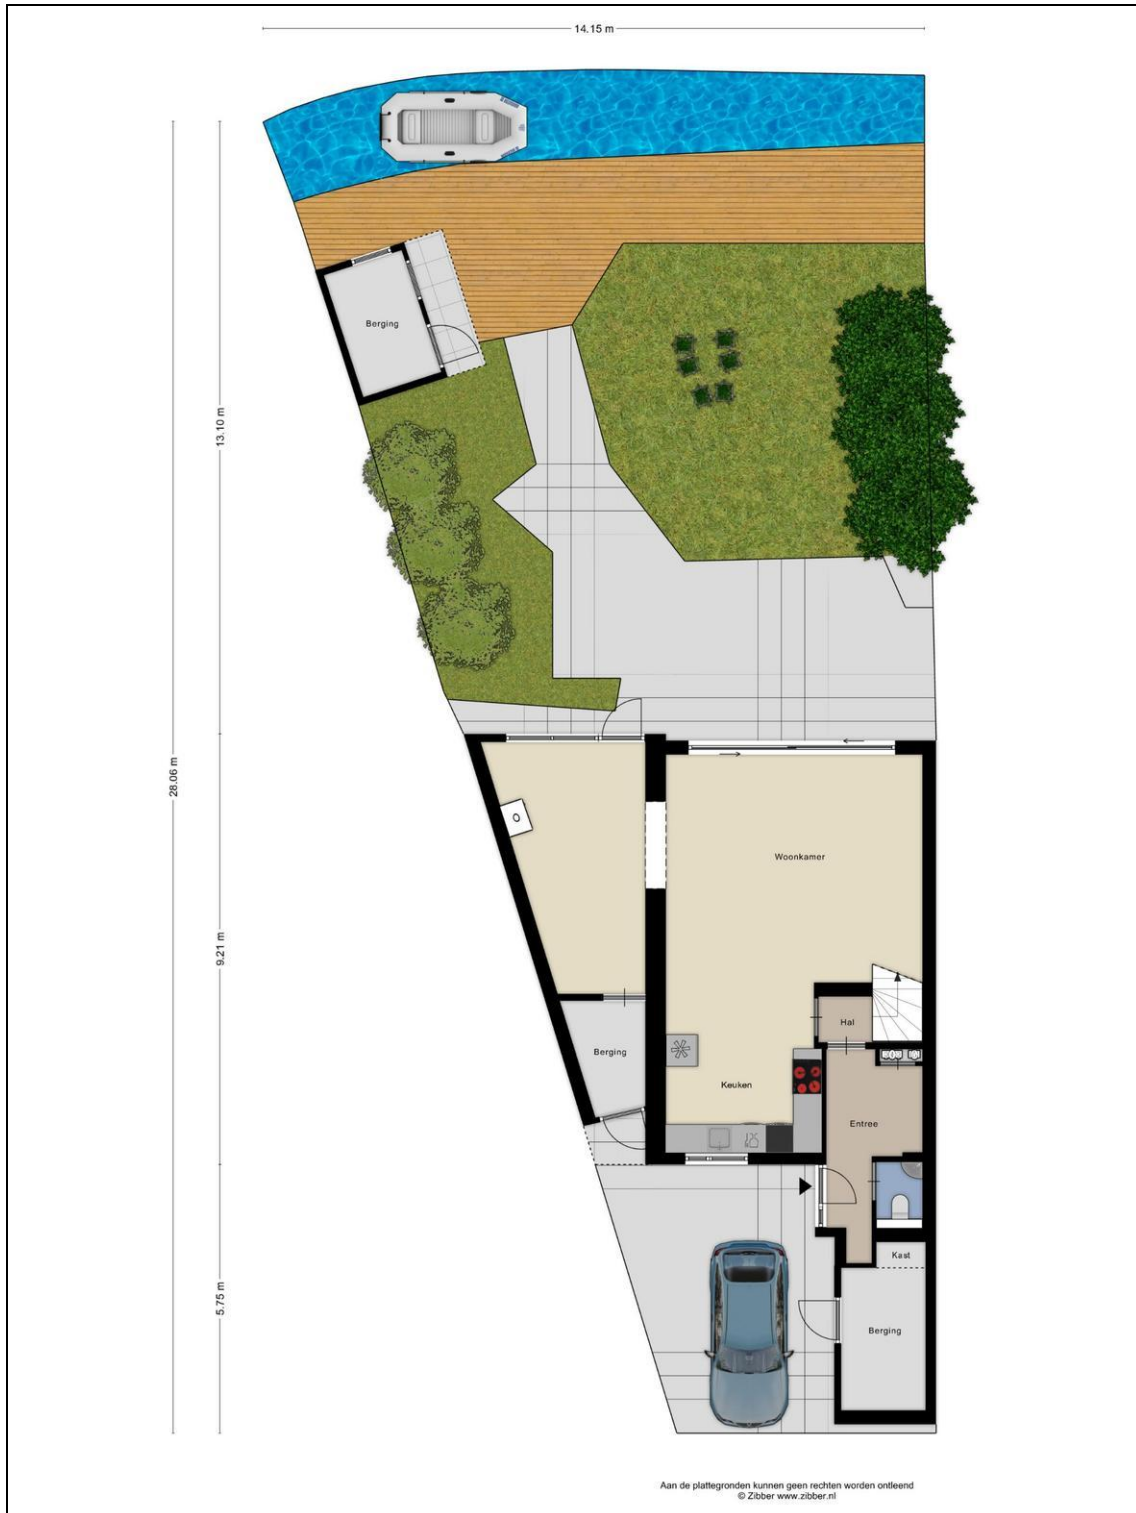 14.15 m
Berging
13.10 m
28.06 m
Woonkamer
9.21 m
Hal
Berging
Keuken
Entree
Kast
5.75 m
Berging
Aan de plattegronden kunnen geen rechten worden ontleend
© Zibber www.zibber.nl